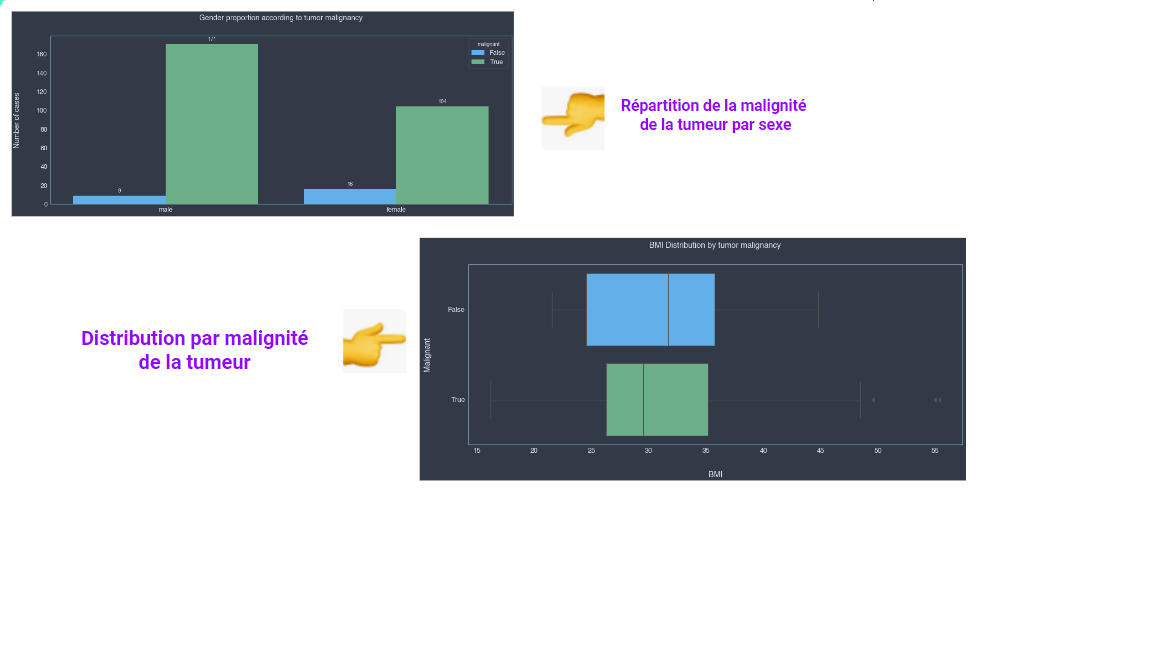 Gender proportion according to tumor malignancy
171
malignant
False
True
160
140
120
100
80
60
40
20
0
Number of cases
9
16
104
male
female
Répartition de la malignité
de la tumeur par sexe
BMI Distribution by tumor malignancy
False
True
Malignant
15 20 25 30 35 40 45 50 55
BMI
Distribution par malignité
de la tumeur